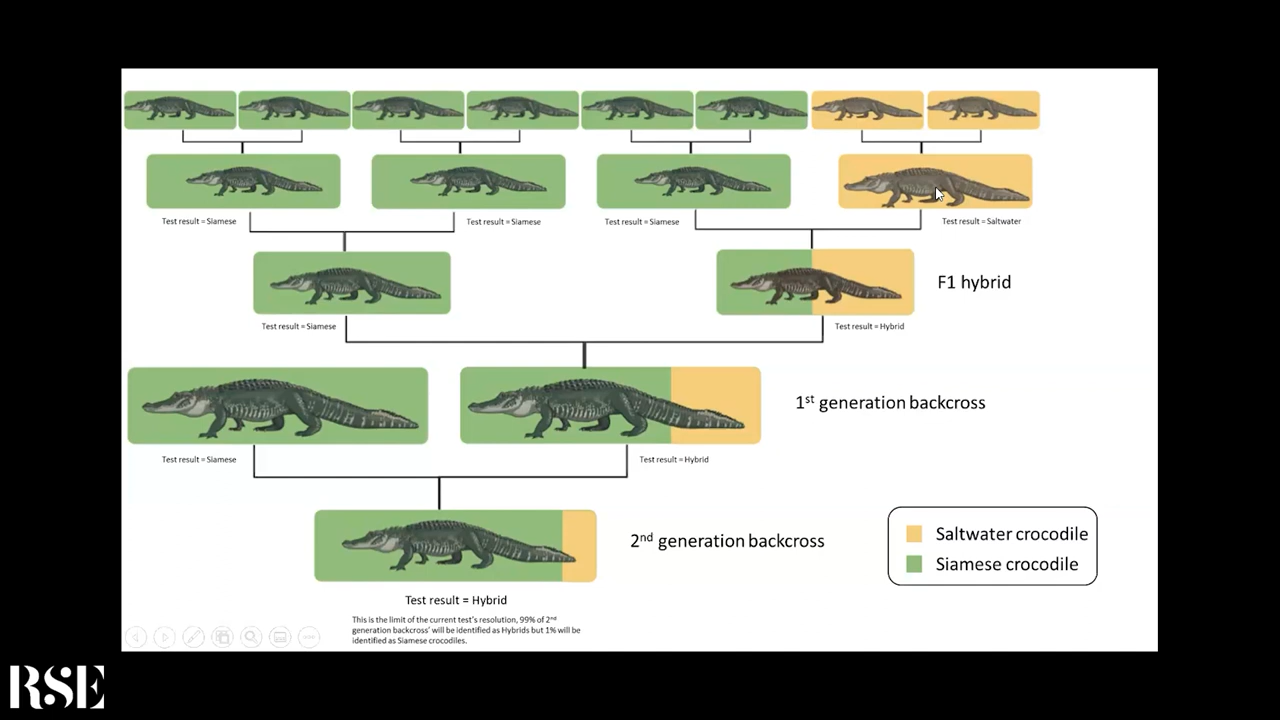 Test result = Siamese
Test result = Siamese
Test result = Siamese
Test result = Saltwater
F1 hybrid
Test result = Siamese
Test result = Hybrid
1st generation backcross
Test result = Siamese
Test result = Hybrid
2nd generation backcross
Saltwater crocodile
Siamese crocodile
Test result = Hybrid
This is the limit of the current test's resolution, 99% of 2nd
generation backcross' will be identified as Hybrids but 1% will be
identified as Siamese crocodiles.
RSE